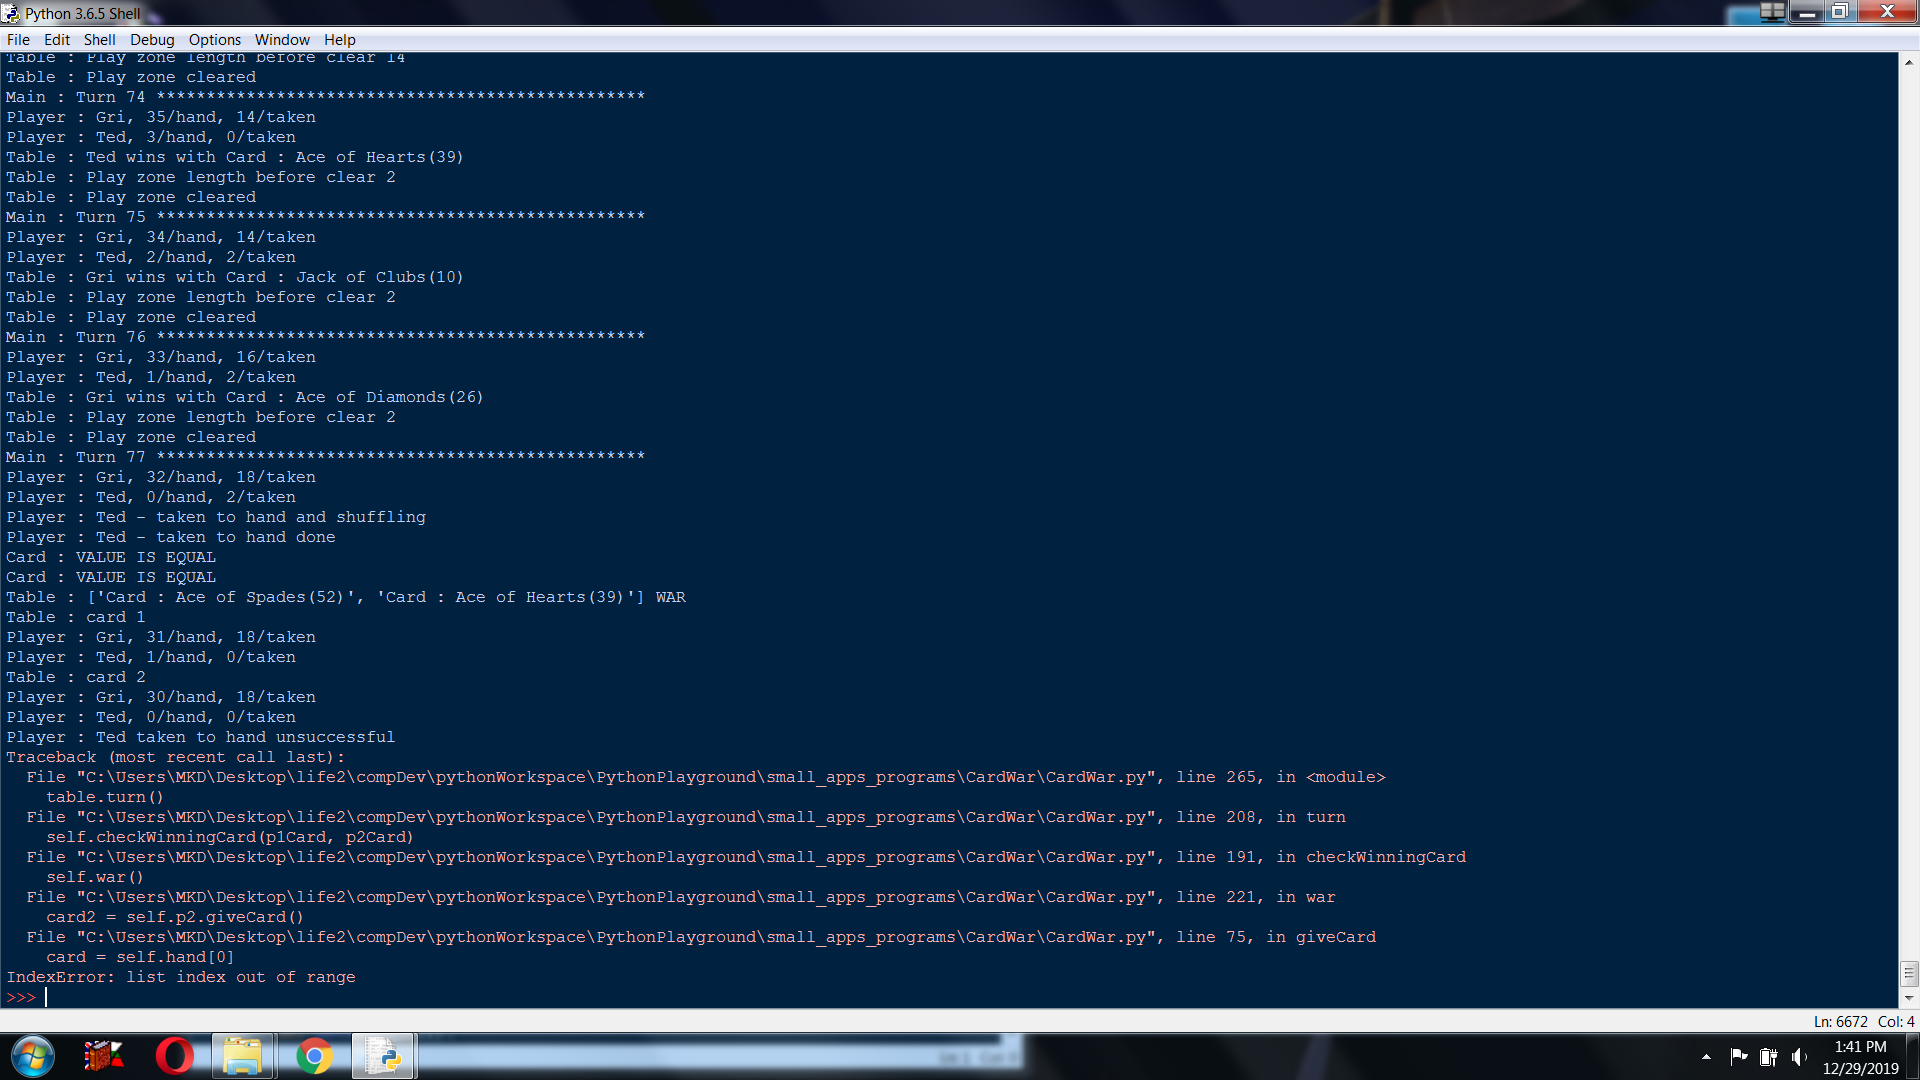 Python 3.6.5 Shell
File Edit Shell Debug Options Window Help
Table : Play zone length before clear 14
Table : Play zone cleared
Main : Turn 74 *************************************************
Player : Gri, 35/hand, 14/taken
Player : Ted, 3/hand, 0/taken
Table : Ted wins with Card : Ace of Hearts(39)
Table : Play zone length before clear 2
Table : Play zone cleared
Main : Turn 75 *************************************************
Player : Gri, 34/hand, 14/taken
Player : Ted, 2/hand, 2/taken
Table : Gri wins with Card : Jack of Clubs(10)
Table : Play zone length before clear 2
Table : Play zone cleared
Main : Turn 76 *************************************************
Player : Gri, 33/hand, 16/taken
Player : Ted, 1/hand, 2/taken
Table : Gri wins with Card : Ace of Diamonds(26)
Table : Play zone length before clear 2
Table : Play zone cleared
Main : Turn 77 *************************************************
Player : Gri, 32/hand, 18/taken
Player : Ted, 0/hand, 2/taken
Player : Ted - taken to hand and shuffling
Player : Ted - taken to hand done
Card : VALUE IS EQUAL
Card : VALUE IS EQUAL
Table : ['Card : Ace of Spades(52)', 'Card : Ace of Hearts(39)'] WAR
Table : card 1
Player : Gri, 31/hand, 18/taken
Player : Ted, 1/hand, 0/taken
Table : card 2
Player : Gri, 30/hand, 18/taken
Player : Ted, 0/hand, 0/taken
Player : Ted taken to hand unsuccessful
Traceback (most recent call last):
  File "C:\Users\MKD\Desktop\life2\compDev\pythonWorkspace\PythonPlayground\small_apps_programs\CardWar\CardWar.py", line 265, in <module>
    table.turn()
  File "C:\Users\MKD\Desktop\life2\compDev\pythonWorkspace\PythonPlayground\small_apps_programs\CardWar\CardWar.py", line 208, in turn
    self.checkWinningCard(p1Card, p2Card)
  File "C:\Users\MKD\Desktop\life2\compDev\pythonWorkspace\PythonPlayground\small_apps_programs\CardWar\CardWar.py", line 191, in checkWinningCard
    self.war()
  File "C:\Users\MKD\Desktop\life2\compDev\pythonWorkspace\PythonPlayground\small_apps_programs\CardWar\CardWar.py", line 221, in war
    card2 = self.p2.giveCard()
  File "C:\Users\MKD\Desktop\life2\compDev\pythonWorkspace\PythonPlayground\small_apps_programs\CardWar\CardWar.py", line 75, in giveCard
    card = self.hand[0]
IndexError: list index out of range
>>>
Ln: 6672 Col: 4
1:41 PM
12/29/2019